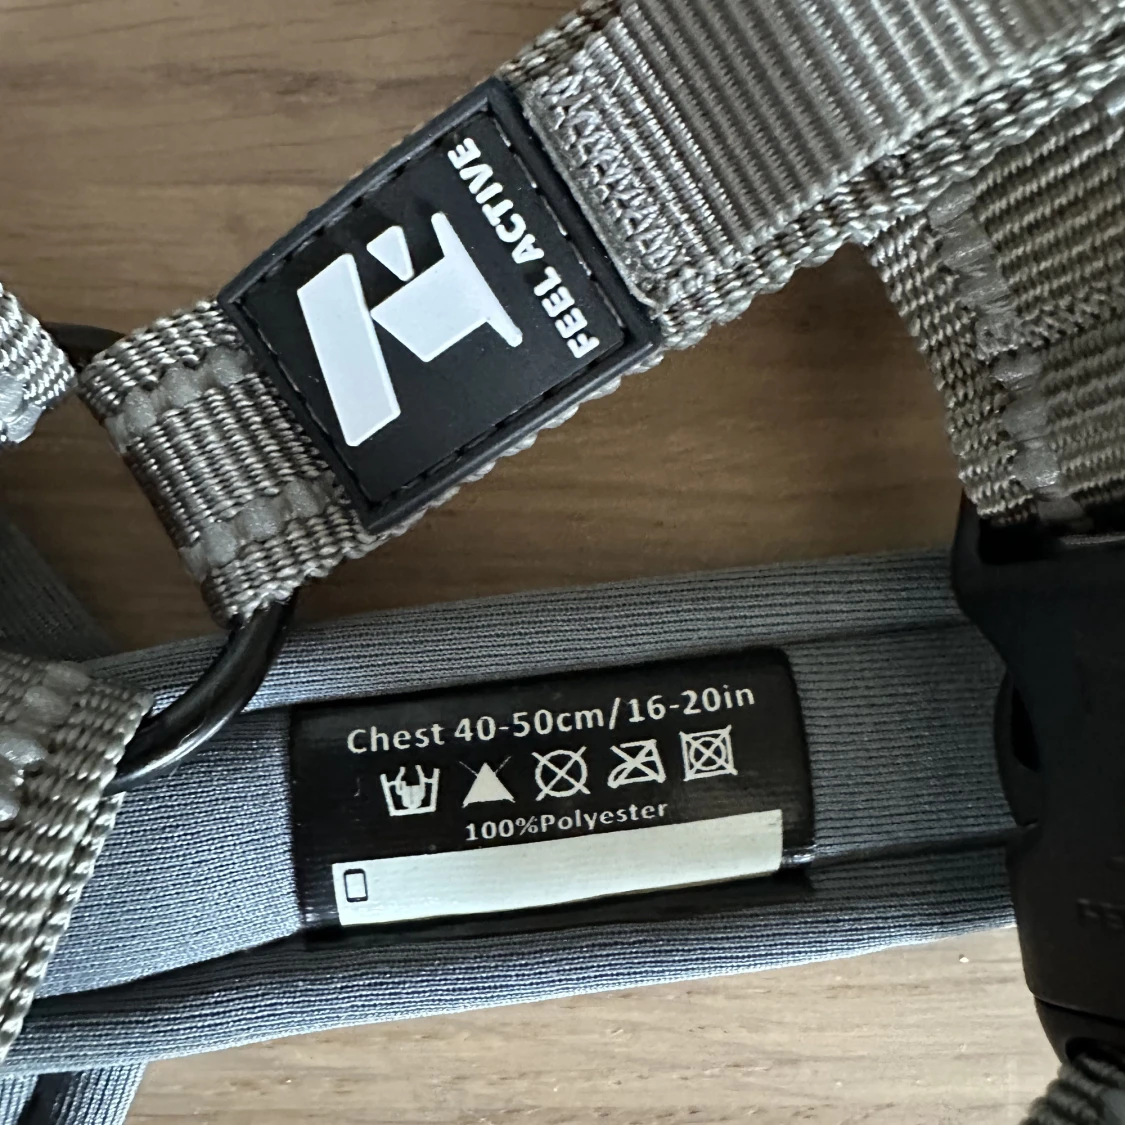 FEEL ACTIVE
Chest 40-50cm/16-20in
100%Polyester